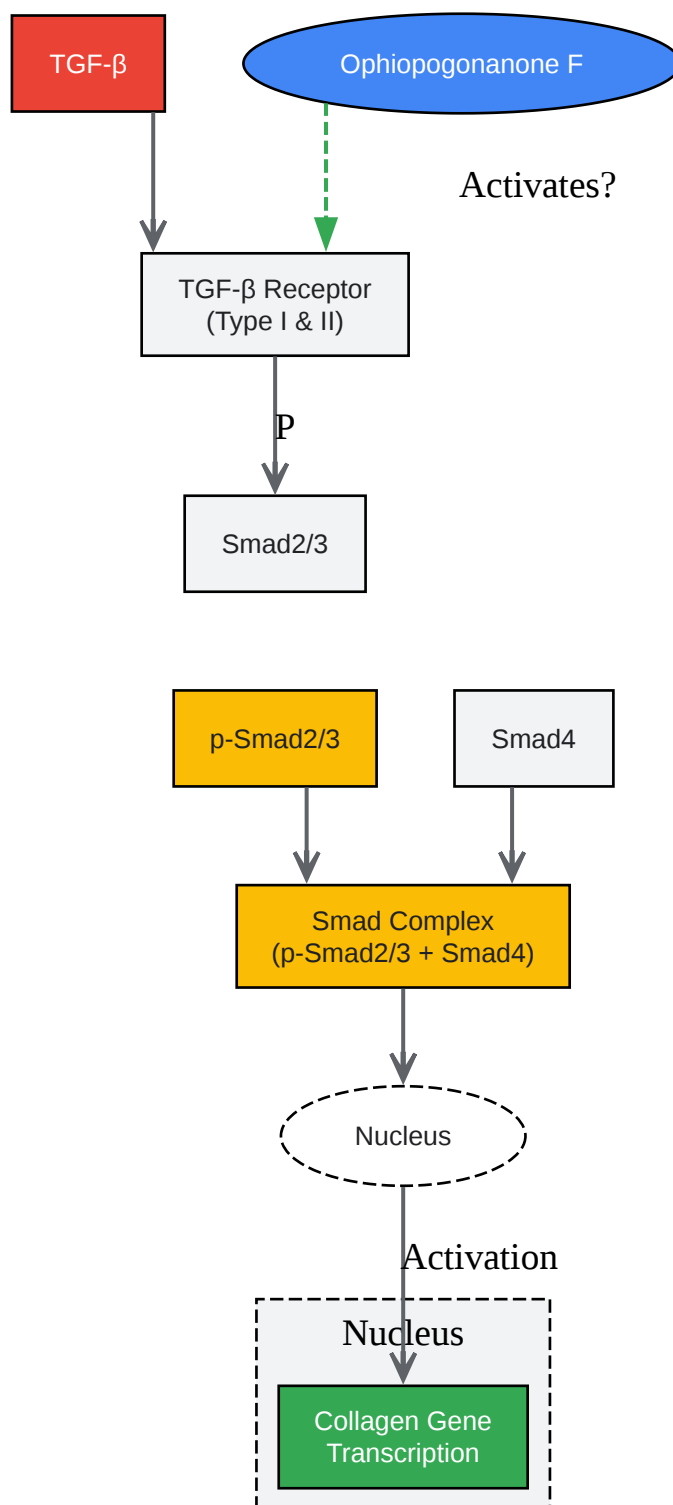 TGF-β
Ophiopogonanone F
Activates?
TGF-β Receptor
(Type I & II)
P
Smad2/3
p-Smad2/3
Smad4
Smad Complex
(p-Smad2/3 + Smad4)
Nucleus
Activation
Nucleus
Collagen Gene
Transcription